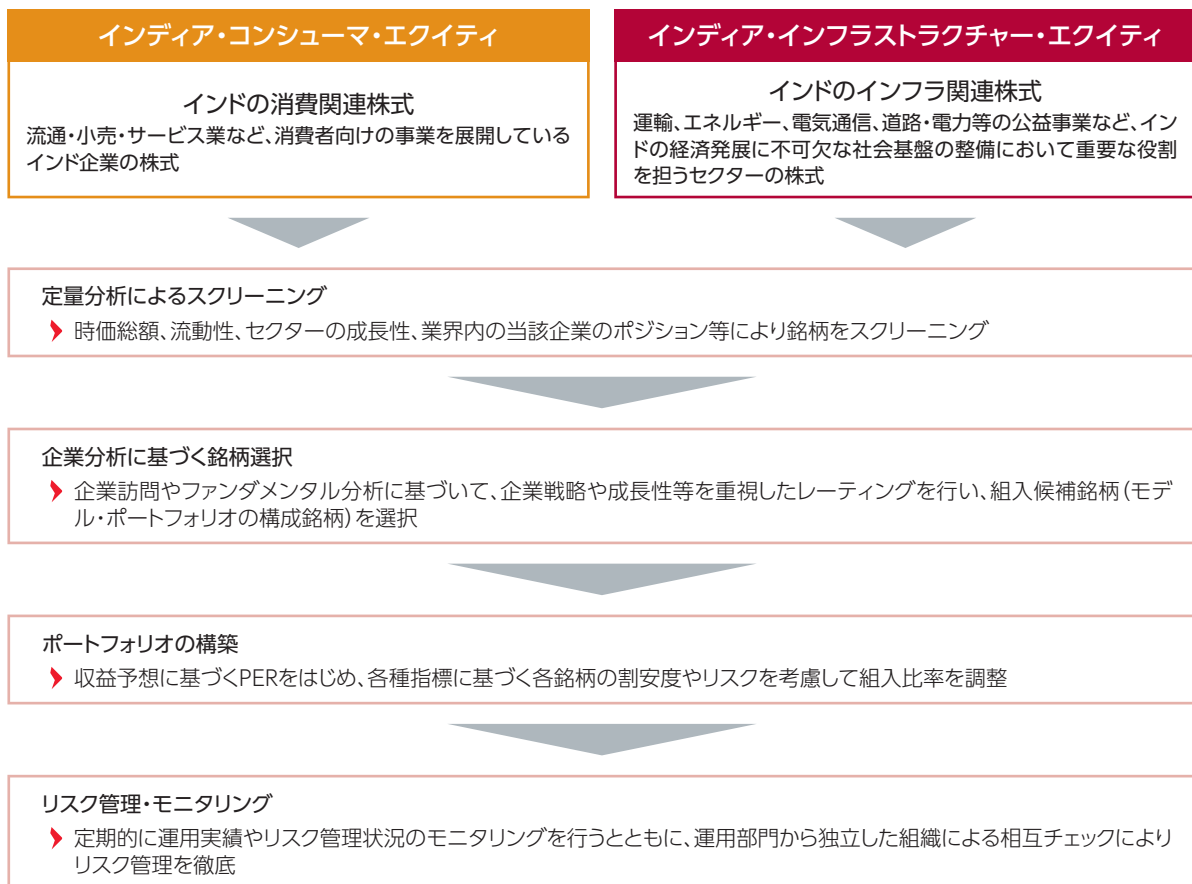 インディア・コンシューマ・エクイティ
インドの消費関連株式
流通・小売・サービス業など、消費者向けの事業を展開している
インド企業の株式
インディア・インフラストラクチャー・エクイティ
インドのインフラ関連株式
運輸、エネルギー、電気通信、道路・電力等の公益事業など、イン
ドの経済発展に不可欠な社会基盤の整備において重要な役割
を担うセクターの株式
定量分析によるスクリーニング
時価総額、流動性、セクターの成長性、業界内の当該企業のポジション等により銘柄をスクリーニング
企業分析に基づく銘柄選択
企業訪問やファンダメンタル分析に基づいて、企業戦略や成長性等を重視したレーティングを行い、組入候補銘柄（モデ
ル・ポートフォリオの構成銘柄）を選択
ポートフォリオの構築
収益予想に基づくPERをはじめ、各種指標に基づく各銘柄の割安度やリスクを考慮して組入比率を調整
リスク管理・モニタリング
定期的に運用実績やリスク管理状況のモニタリングを行うとともに、運用部門から独立した組織による相互チェックにより
リスク管理を徹底